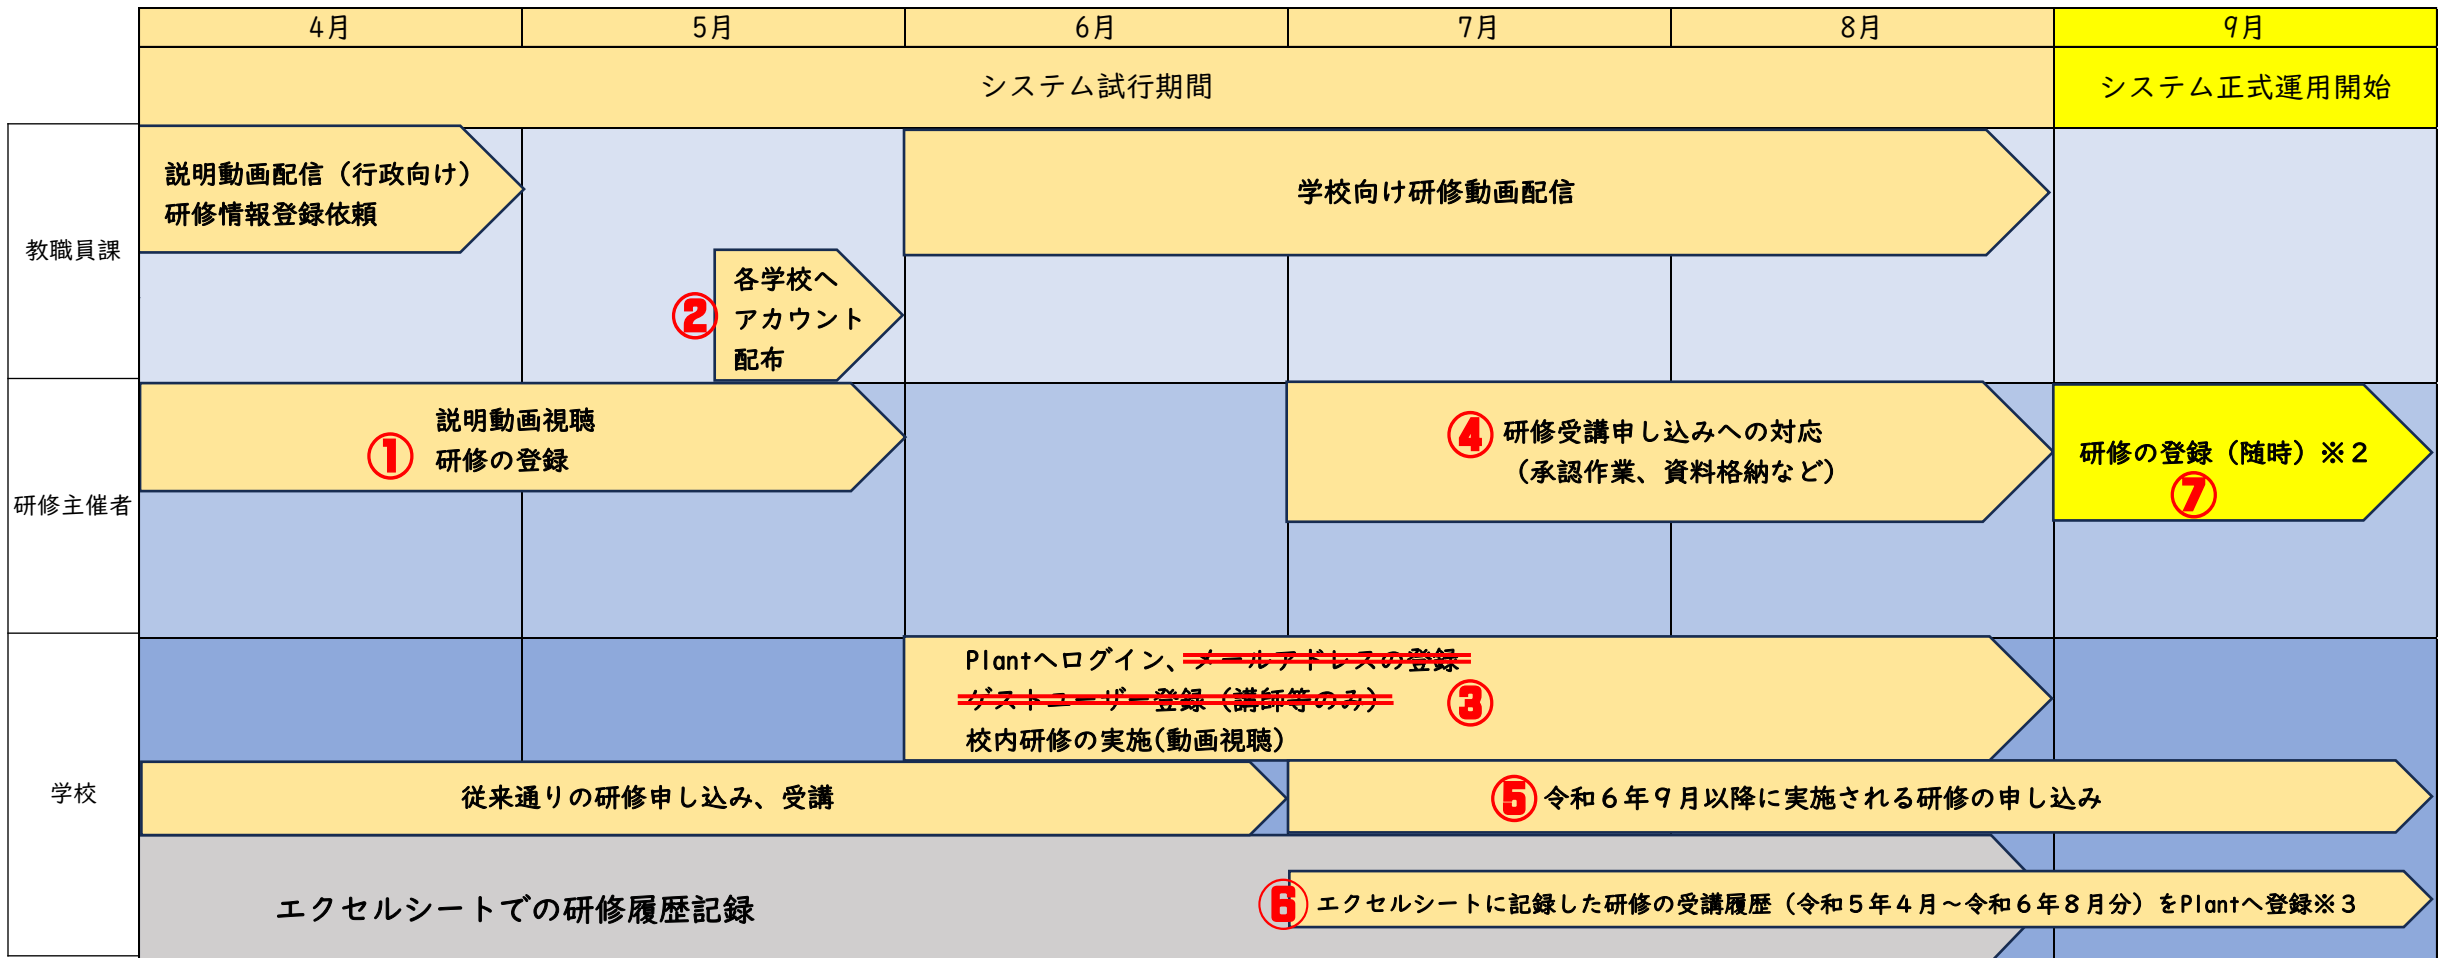 4月
5月
6月
7月
8月
9月
システム試行期間
システム正式運用開始
教職員課
説明動画配信（行政向け）
研修情報登録依頼
学校向け研修動画配信
②
各学校へ
アカウント
配布
研修主催者
①
説明動画視聴
研修の登録
④
研修受講申し込みへの対応
（承認作業、資料格納など）
研修の登録（随時）※２
⑦
学校
Plantへログイン、メールアドレスの登録
ゲストユーザー登録（講師等のみ）
③
校内研修の実施(動画視聴)
従来通りの研修申し込み、受講
⑤
令和６年９月以降に実施される研修の申し込み
エクセルシートでの研修履歴記録
⑥
エクセルシートに記録した研修の受講履歴（令和５年４月～令和６年８月分）をPlantへ登録※３